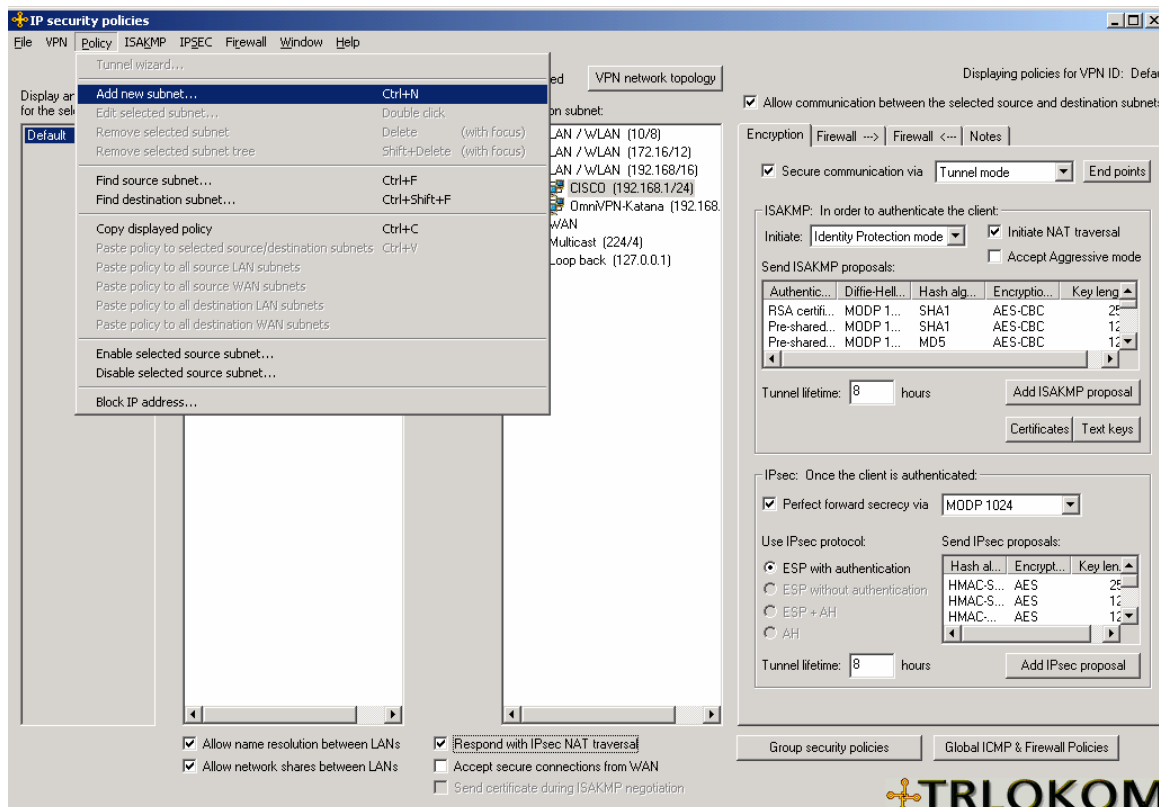 IP security policies
File VPN Policy ISAKMP IPSEC Firewall Window Help
Tunnel wizard...
Add new subnet... Ctrl+N
Edit selected subnet... Double click
Remove selected subnet Delete (with focus)
Remove selected subnet tree Shift+Delete (with focus)
Find source subnet... Ctrl+F
Find destination subnet... Ctrl+Shift+F
Copy displayed policy Ctrl+C
Paste policy to selected source/destination subnets Ctrl+V
Paste policy to all source LAN subnets
Paste policy to all source WAN subnets
Paste policy to all destination LAN subnets
Paste policy to all destination WAN subnets
Enable selected source subnet...
Disable selected source subnet...
Block IP address...
Display
for the
Default
VPN network topology
subnet:
LAN / WLAN (10/8)
LAN / WLAN (172.16/12)
LAN / WLAN (192.168/16)
CISCO (192.168.1/24)
OmniVPN-Katana (192.168.
WAN
Multicast (224/4)
Loop back (127.0.0.1)
Displaying policies for VPN ID: Defau
Allow communication between the selected source and destination subnets
Encryption Firewall ---> Firewall <--- Notes
Secure communication via Tunnel mode End points
ISAKMP: In order to authenticate the client:
Initiate: Identity Protection mode Initiate NAT traversal
Accept Aggressive mode
Send ISAKMP proposals:
Authentic... Diffie-Hell... Hash alg... Encryptio... Key leng
RSA certifi... MODP 1... SHA1 AES-CBC 25
Pre-shared... MODP 1... SHA1 AES-CBC 12
Pre-shared... MODP 1... MD5 AES-CBC 12
Tunnel lifetime: 8 hours Add ISAKMP proposal
Certificates Text keys
IPsec: Once the client is authenticated:
Perfect forward secrecy via MODP 1024
Use IPsec protocol: Send IPsec proposals:
ESP with authentication
ESP without authentication
ESP + AH
AH
Hash al... Encrypt... Key len.
HMAC-S... AES 25
HMAC-S... AES 12
HMAC-... AES 12
Tunnel lifetime: 8 hours Add IPsec proposal
Allow name resolution between LANs
Allow network shares between LANs
Respond with IPsec NAT traversal
Accept secure connections from WAN
Send certificate during ISAKMP negotiation
Group security policies Global ICMP & Firewall Policies
TRLOKOM